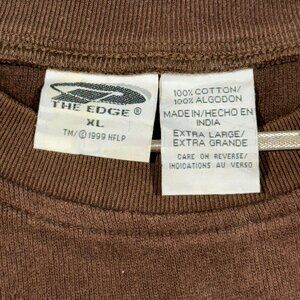 THE EDGE ®
XL
TM/ © 1999 HFLP
100% COTTON/
100% ALGODON
MADE IN/HECHO EN
INDIA
EXTRA LARGE/
EXTRA GRANDE
CARE ON REVERSE/
INDICATIONS AU VERSO